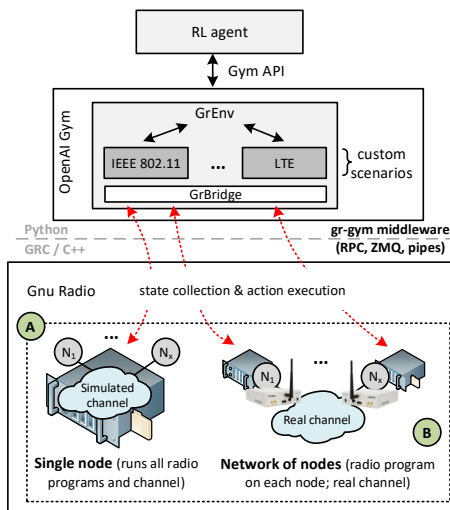 RL agent
Gym API
OpenAI Gym
GrEnv
IEEE 802.11
...
LTE
custom
scenarios
GrBridge
Python
gr-gym middleware
GRC / C++
(RPC, ZMQ, pipes)
Gnu Radio
state collection & action execution
A
...
N1
Nx
Simulated
channel
Single node (runs all radio
programs and channel)
...
N1
Nx
Real channel
B
Network of nodes (radio program
on each node; real channel)